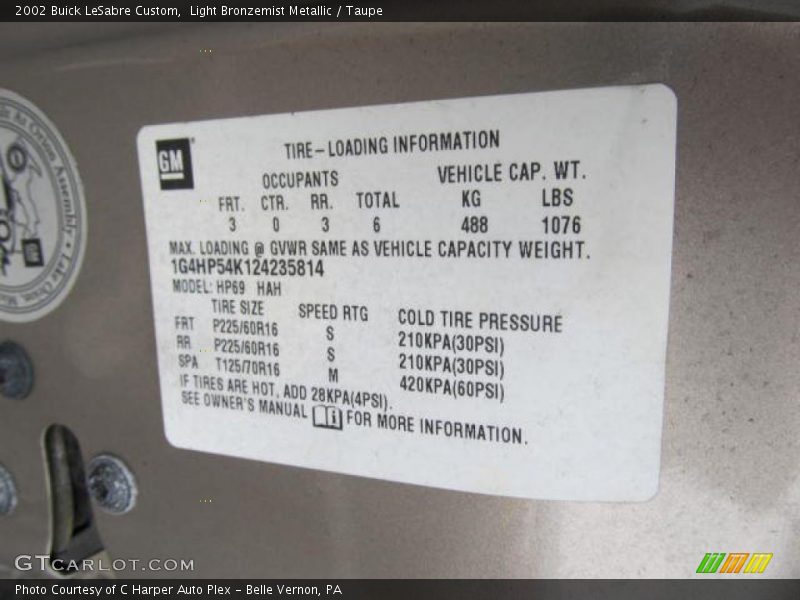 2002 Buick LeSabre Custom,  Light Bronzemist Metallic / Taupe
GM
TIRE-LOADING INFORMATION
OCCUPANTS VEHICLE CAP. WT.
FRT. CTR. RR. TOTAL KG LBS
3 0 3 6 488 1076
MAX. LOADING @ GVWR SAME AS VEHICLE CAPACITY WEIGHT.
1G4HP54K124235814
MODEL: HP69 HAH
TIRE SIZE SPEED RTG COLD TIRE PRESSURE
FRT P225/60R16 S 210KPA(30PSI)
RR P225/60R16 S 210KPA(30PSI)
SPA T125/70R16 M 420KPA(60PSI)
IF TIRES ARE HOT, ADD 28KPA(4PSI).
SEE OWNER'S MANUAL FOR MORE INFORMATION.
Orion Assembly • Lake Orion,
GTCARLOT.COM
Photo Courtesy of C Harper Auto Plex - Belle Vernon, PA